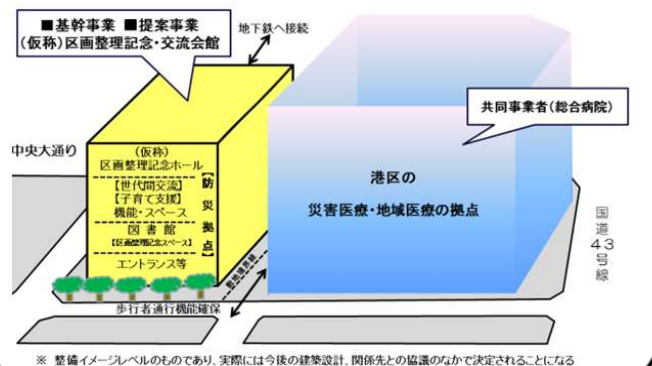 ■基幹事業 ■提案事業
(仮称)区画整理記念・交流会館
地下鉄へ接続
共同事業者(総合病院)
中央大通り
(仮称)
区画整理記念ホール
【世代間交流】
【子育て支援】
機能・スペース
図書館
【区画整理記念スペース】
エントランス等
【防災拠点】
港区の
災害医療・地域医療の拠点
国道43号線
敷地境界線
歩行者通行機能確保
※ 整備イメージレベルのものであり、実際には今後の建築設計、関係先との協議のなかで決定されることになる